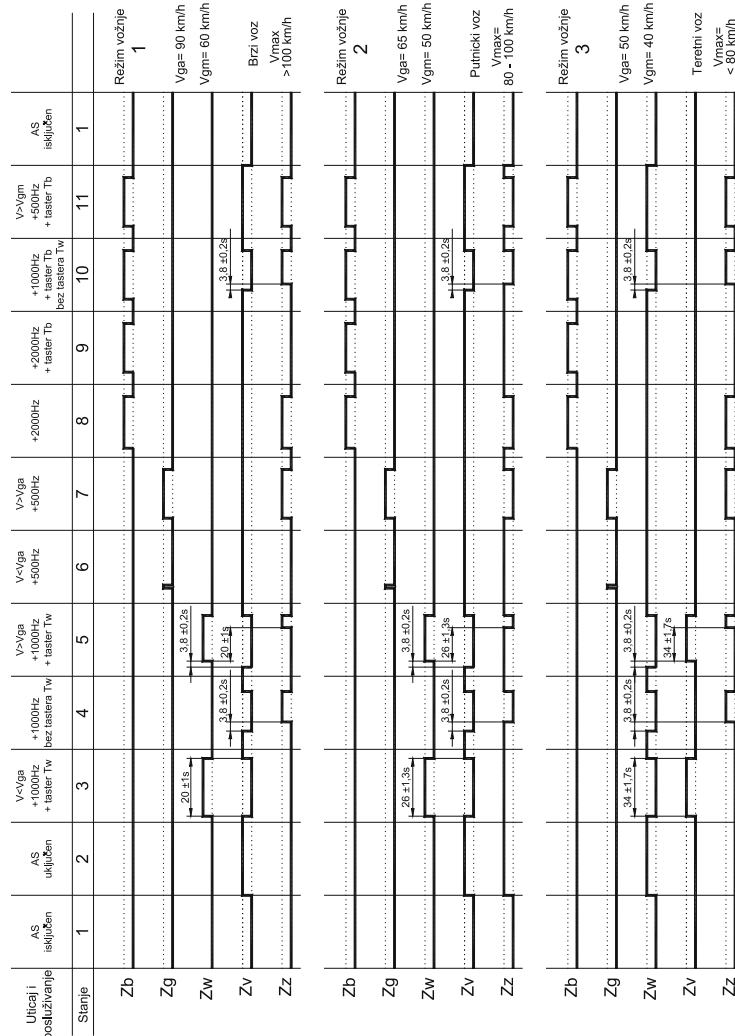 Uticaj i
posluživanje
AS
isključen
AS
uključen
V<Vga
+1000Hz
+ taster Tw
+1000Hz
bez tastera Tw
V>Vga
+1000Hz
+ taster Tw
V<Vga
+500Hz
V>Vga
+500Hz
+2000Hz
+2000Hz
+ taster Tb
+1000Hz
+ taster Tb
bez tastera Tw
V>Vgm
+500Hz
+ taster Tb
AS
isključen
Stanje 1 2 3 4 5 6 7 8 9 10 11 1
Režim vožnje
1
Vga= 90 km/h
Vgm= 60 km/h
Brzi voz
Vmax
>100 km/h
Zb
Zg
Zw
20 ±1s
3,8 ±0,2s
Zv
3,8 ±0,2s
20 ±1s
3,8 ±0,2s
Zz
Režim vožnje
2
Vga= 65 km/h
Vgm= 50 km/h
Putnicki voz
Vmax=
80 - 100 km/h
Zb
Zg
Zw
26 ±1,3s
3,8 ±0,2s
Zv
3,8 ±0,2s
26 ±1,3s
3,8 ±0,2s
Zz
Režim vožnje
3
Vga= 50 km/h
Vgm= 40 km/h
Teretni voz
Vmax=
< 80 km/h
Zb
Zg
Zw
34 ±1,7s
3,8 ±0,2s
3,8 ±0,2s
3,8 ±0,2s
Zv
34 ±1,7s
Zz